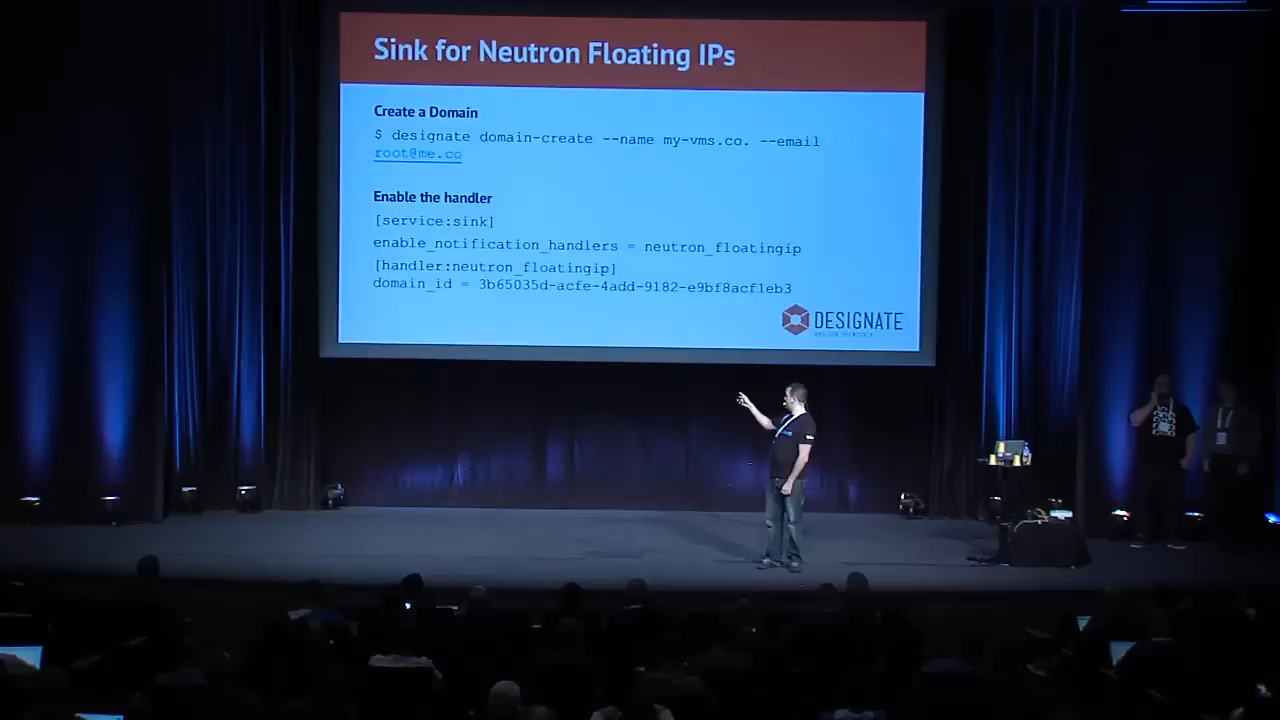 Sink for Neutron Floating IPs
Create a Domain
$ designate domain-create --name my-vms.co. --email
root@me.co
Enable the handler
[service:sink]
enable_notification_handlers = neutron_floatingip
[handler:neutron_floatingip]
domain_id = 3b65035d-acfe-4add-9182-e9bf8acf1eb3
DESIGNATE